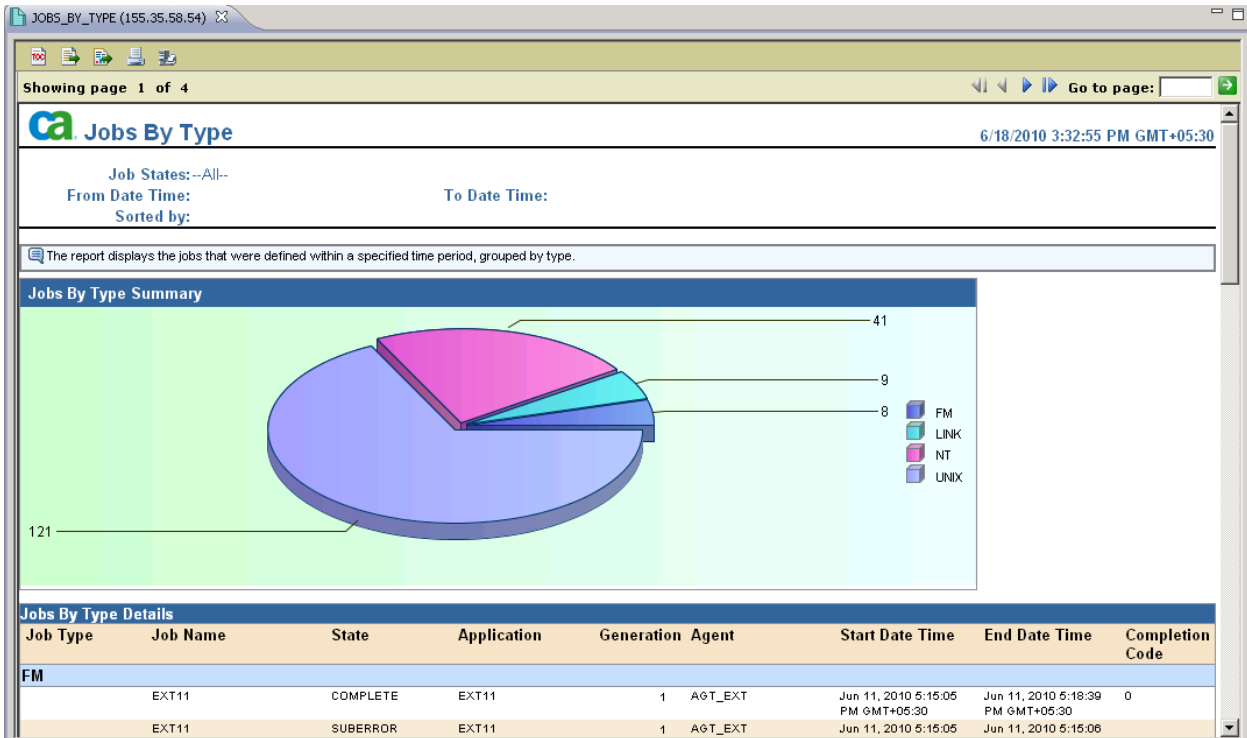 JOBS_BY_TYPE (155.35.58.54)
TOC
Showing page 1 of 4
Go to page:
ca. Jobs By Type
6/18/2010 3:32:55 PM GMT+05:30
Job States: --All--
From Date Time: To Date Time:
Sorted by:
The report displays the jobs that were defined within a specified time period, grouped by type.
Jobs By Type Summary
41
9
8
FM
LINK
NT
UNIX
121
Jobs By Type Details
Job Type Job Name State Application Generation Agent Start Date Time End Date Time Completion Code
FM
EXT11 COMPLETE EXT11 1 AGT_EXT Jun 11, 2010 5:15:05 PM GMT+05:30 Jun 11, 2010 5:18:39 PM GMT+05:30 0
EXT11 SUBERROR EXT11 1 AGT_EXT Jun 11, 2010 5:15:05 Jun 11, 2010 5:15:06